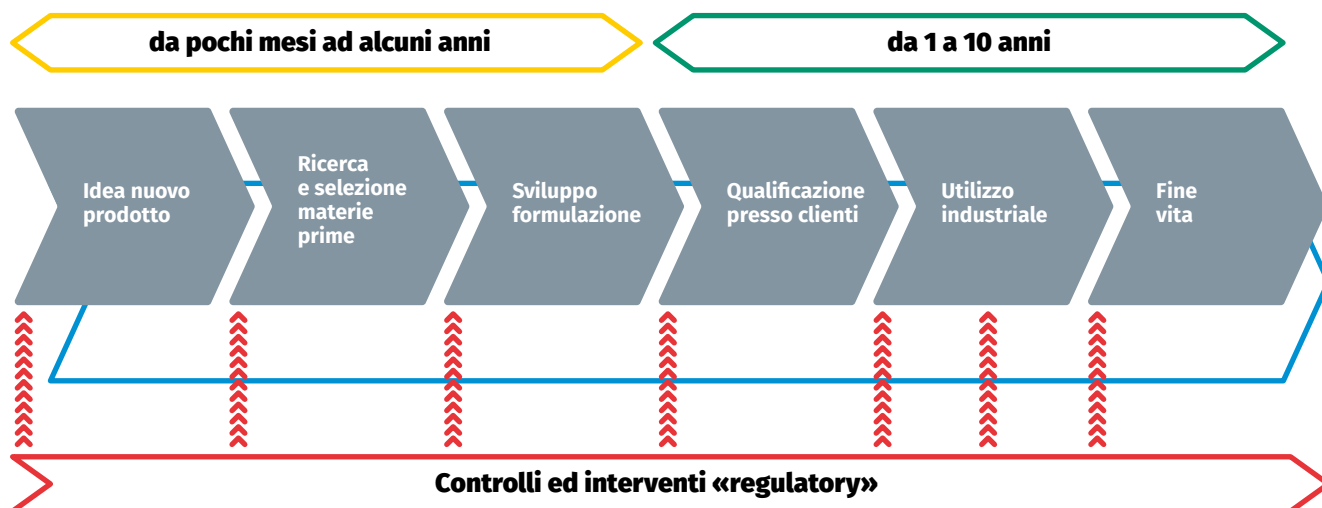 da pochi mesi ad alcuni anni
da 1 a 10 anni
Idea nuovo
prodotto
Ricerca
e selezione
materie
prime
Sviluppo
formulazione
Qualificazione
presso clienti
Utilizzo
industriale
Fine
vita
Controlli ed interventi «regulatory»